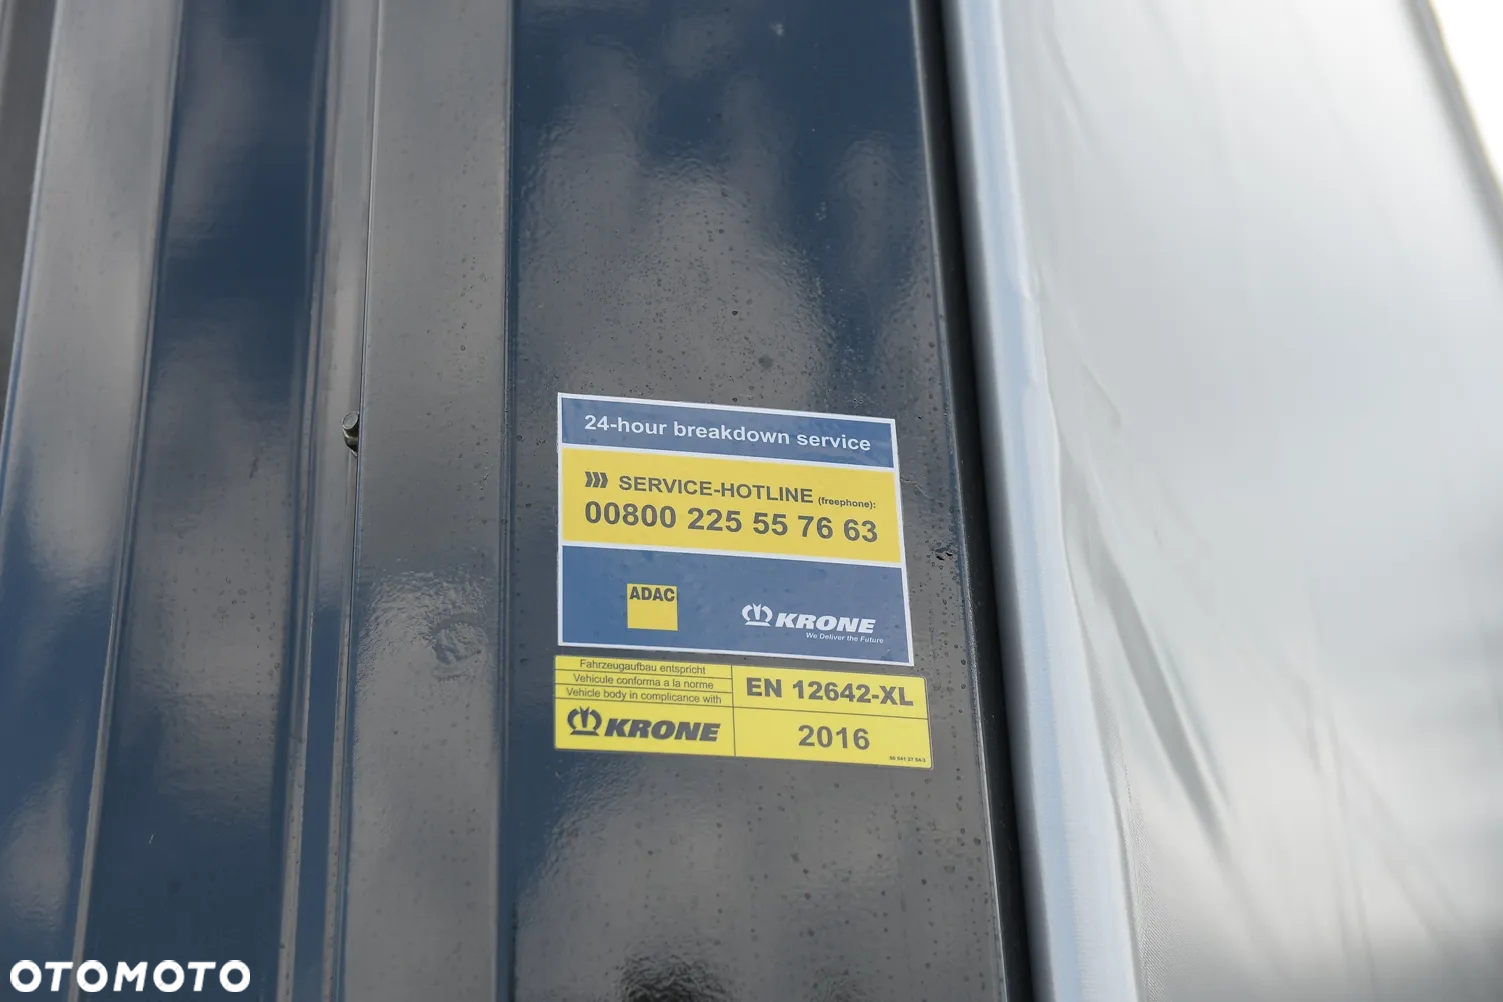 24-hour breakdown service
SERVICE-HOTLINE (freephone):
00800 225 55 76 63
ADAC
KRONE
We Deliver the Future
Fahrzeugaufbau entspricht
Vehicule conforma a la norme
Vehicle body in complicance with
KRONE
EN 12642-XL
2016
OTOMOTO